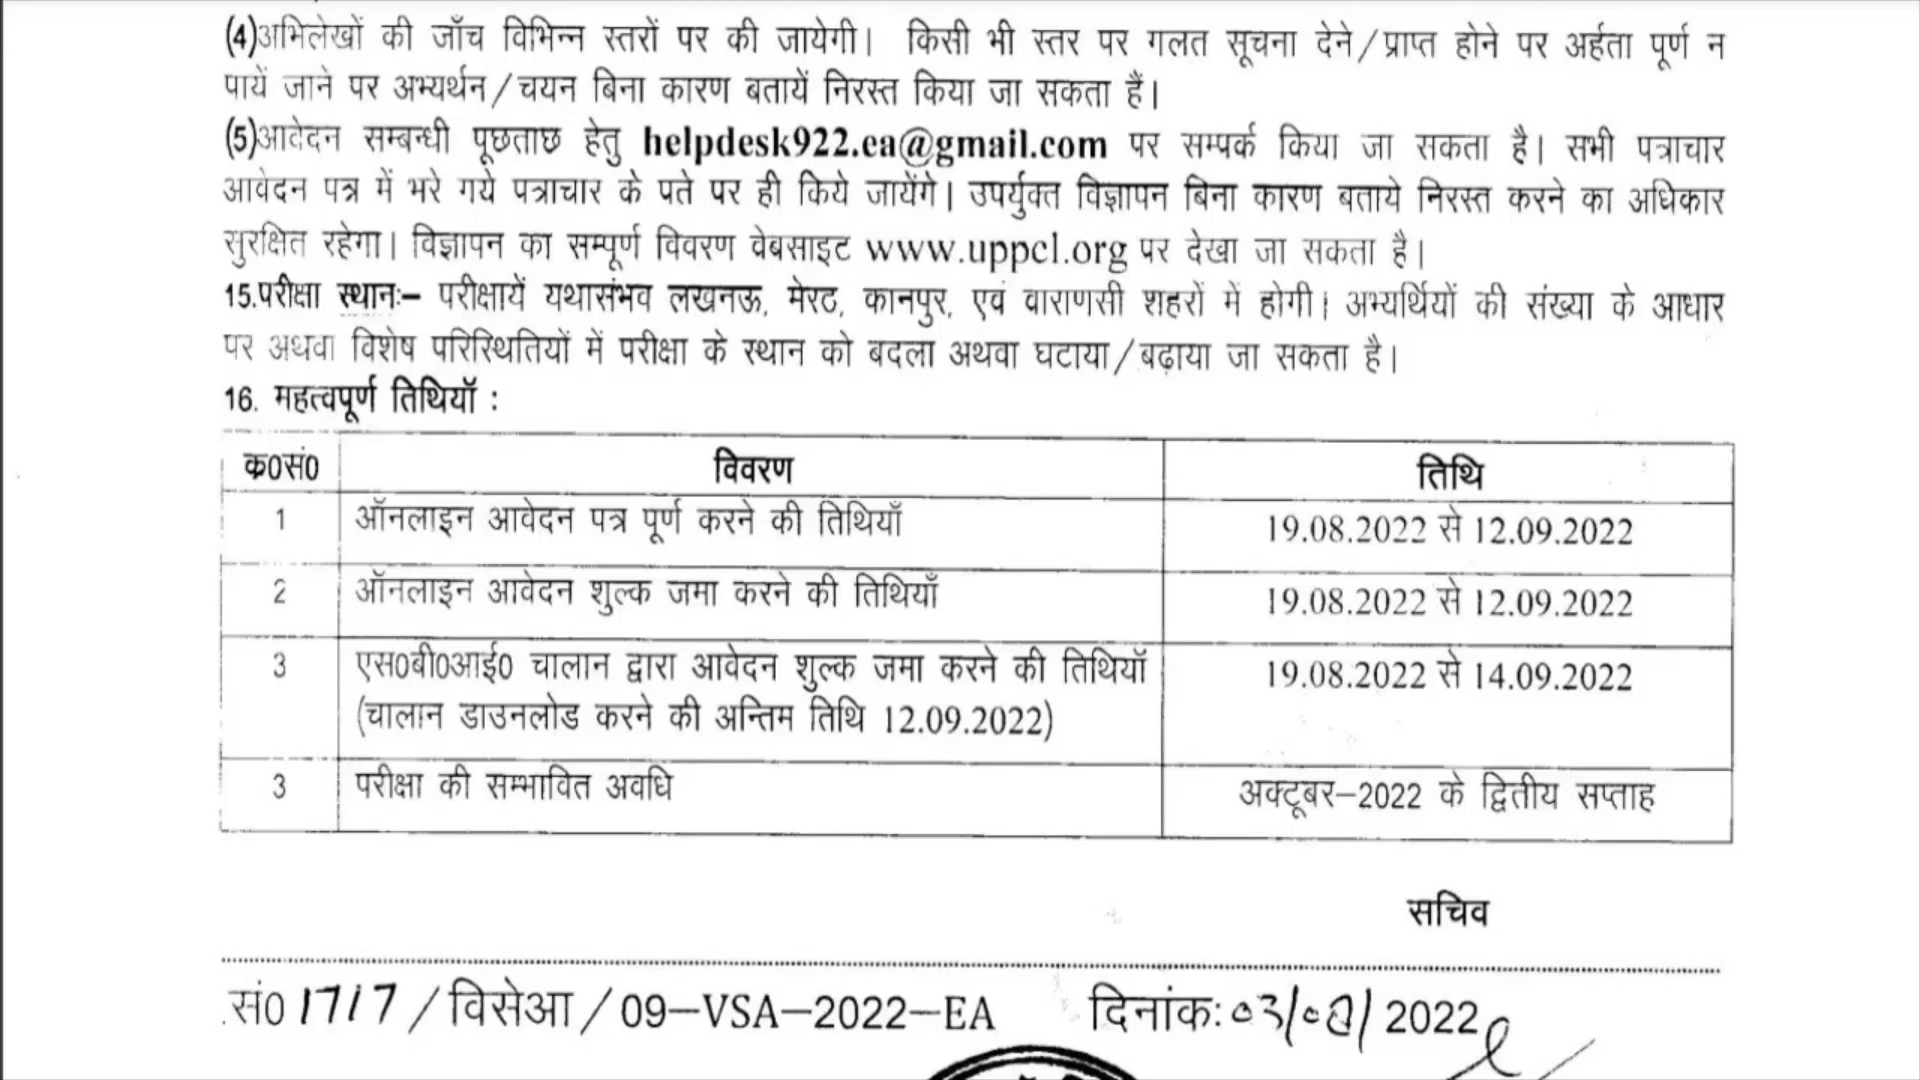 (4)अभिलेखों की जाँच विभिन्न स्तरों पर की जायेगी। किसी भी स्तर पर गलत सूचना देने/प्राप्त होने पर अर्हता पूर्ण न
पायें जाने पर अभ्यर्थन/चयन बिना कारण बतायें निरस्त किया जा सकता हैं।
(5)आवेदन सम्बन्धी पूछताछ हेतु helpdesk922.ea@gmail.com पर सम्पर्क किया जा सकता है। सभी पत्राचार
आवेदन पत्र में भरे गये पत्राचार के पते पर ही किये जायेंगे। उपर्युक्त विज्ञापन बिना कारण बताये निरस्त करने का अधिकार
सुरक्षित रहेगा। विज्ञापन का सम्पूर्ण विवरण वेबसाइट www.uppcl.org पर देखा जा सकता है।
15.परीक्षा स्थानः– परीक्षायें यथासंभव लखनऊ, मेरट, कानपुर, एवं वाराणसी शहरों में होगी। अभ्यर्थियों की संख्या के आधार
पर अथवा विशेष परिस्थितियों में परीक्षा के स्थान को बदला अथवा घटाया/बढ़ाया जा सकता है।
16. महत्वपूर्ण तिथियॉ :
क0सं0 विवरण तिथि
1 ऑनलाइन आवेदन पत्र पूर्ण करने की तिथियाँ 19.08.2022 से 12.09.2022
2 ऑनलाइन आवेदन शुल्क जमा करने की तिथियाँ 19.08.2022 से 12.09.2022
3 एस0बी0आई0 चालान द्वारा आवेदन शुल्क जमा करने की तिथियॉ 19.08.2022 से 14.09.2022
(चालान डाउनलोड करने की अन्तिम तिथि 12.09.2022)
3 परीक्षा की सम्भावित अवधि अक्टूबर–2022 के द्वितीय सप्ताह
सचिव
सं0 1717/विसेआ/09–VSA–2022–EA दिनांक: 03/08/2022